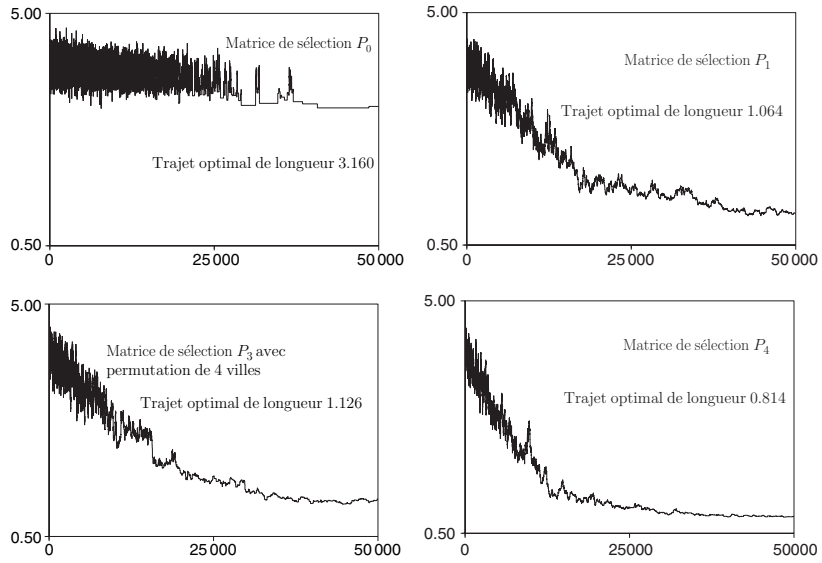 5.00
Matrice de sélection P₀
Trajet optimal de longueur 3.160
0.50
0
25 000
50 000
5.00
Matrice de sélection P₁
Trajet optimal de longueur 1.064
0.50
0
25 000
50 000
5.00
Matrice de sélection P₃ avec
permutation de 4 villes
Trajet optimal de longueur 1.126
0.50
0
25 000
50 000
5.00
Matrice de sélection P₄
Trajet optimal de longueur 0.814
0.50
0
25000
50000